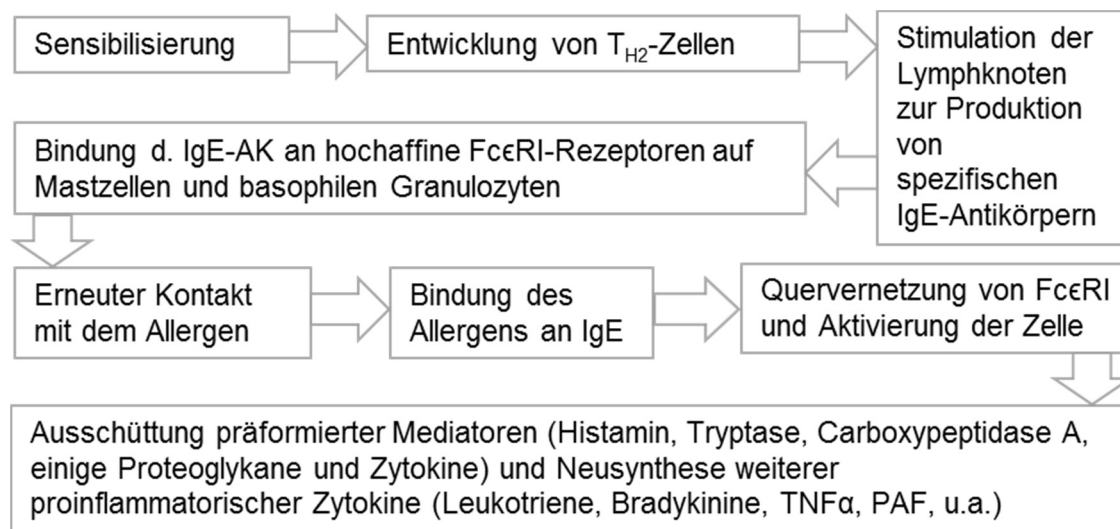 Sensibilisierung
Entwicklung von TH2-Zellen
Stimulation der
Lymphknoten
zur Produktion
von
spezifischen
IgE-Antikörpern
Bindung d. IgE-AK an hochaffine FcɛRI-Rezeptoren auf
Mastzellen und basophilen Granulozyten
Erneuter Kontakt
mit dem Allergen
Bindung des
Allergens an IgE
Quervernetzung von FcɛRI
und Aktivierung der Zelle
Ausschüttung präformierter Mediatoren (Histamin, Tryptase, Carboxypeptidase A,
einige Proteoglykane und Zytokine) und Neusynthese weiterer
proinflammatorischer Zytokine (Leukotriene, Bradykinine, TNFα, PAF, u.a.)